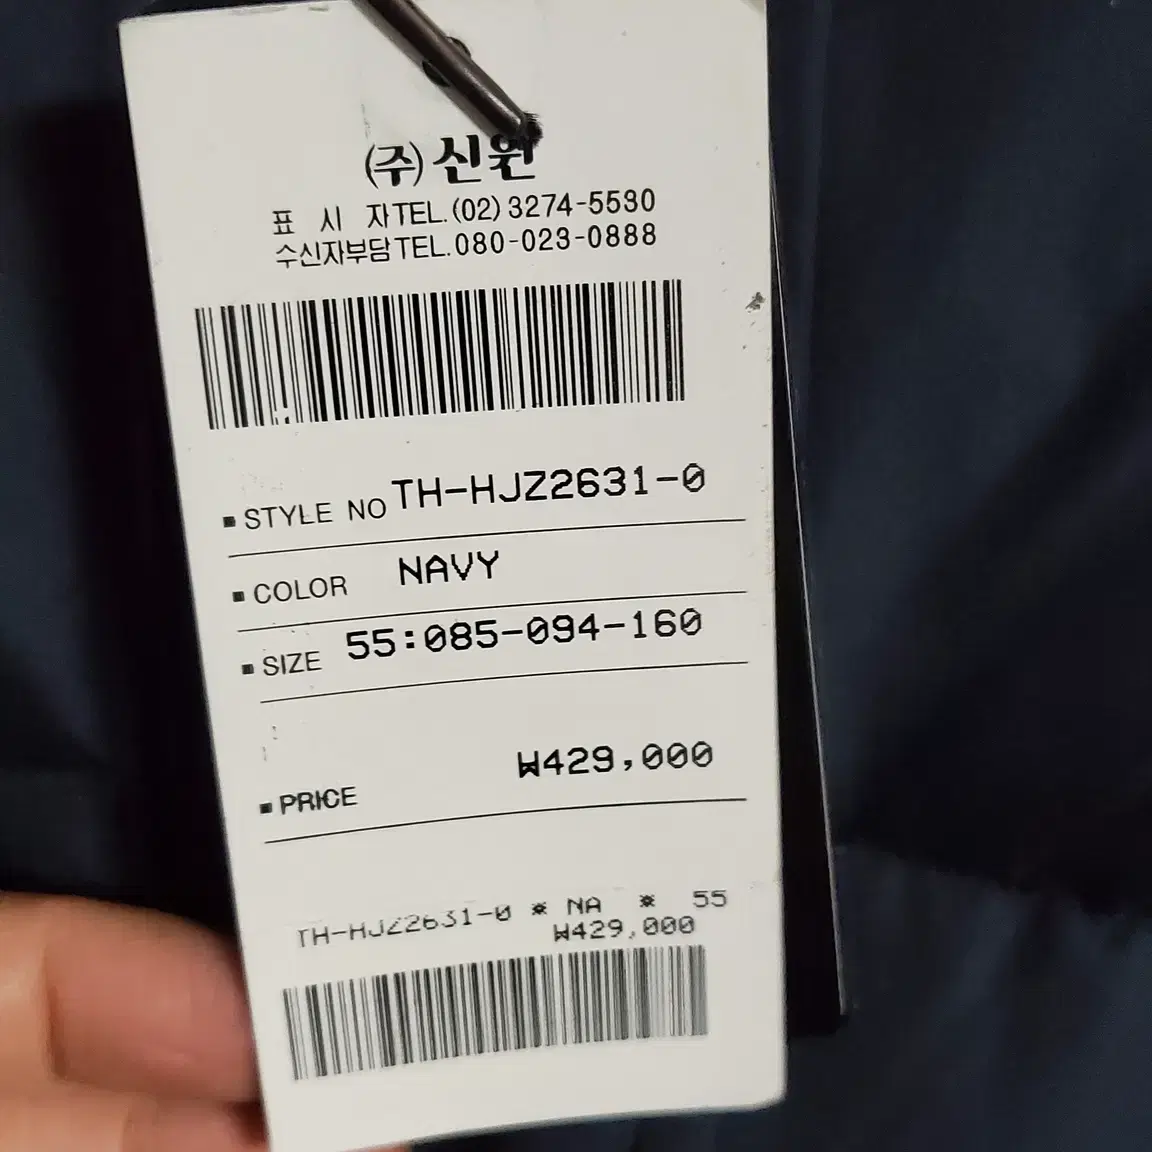 (주)신원
표 시 자TEL.(02)3274-5530
수신자부담TEL.080-023-0888
▪ STYLE NO TH-HJZ2631-0
▪ COLOR NAVY
▪ SIZE 55:085-094-160
▪ PRICE ₩429,000
TH-HJZ2631-0 * NA * 55
₩429,000